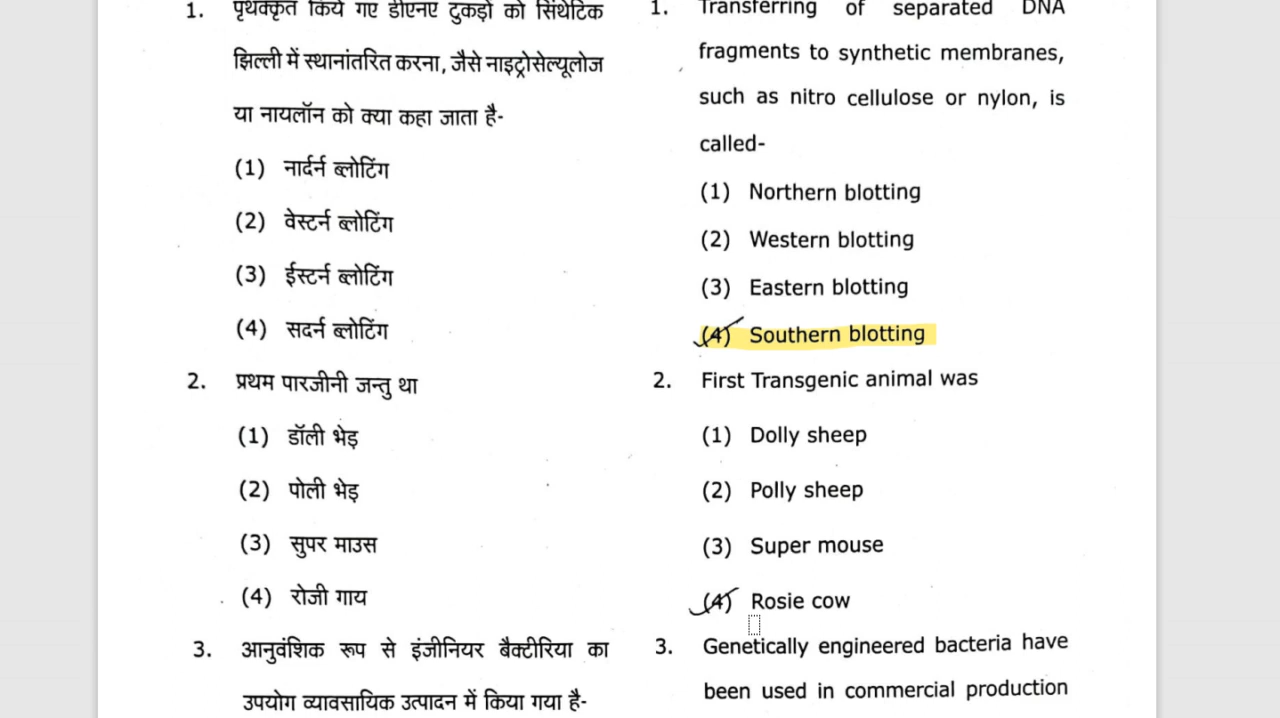 1. पृथक्कृत किये गए डीएनए टुकड़ो को सिंथेटिक
झिल्ली में स्थानांतरित करना, जैसे नाइट्रोसेल्यूलोज
या नायलॉन को क्या कहा जाता है-
(1) नार्दर्न ब्लोटिंग
(2) वेस्टर्न ब्लोटिंग
(3) ईस्टर्न ब्लोटिंग
(4) सदर्न ब्लोटिंग
2. प्रथम पारजीनी जन्तु था
(1) डॉली भेड़
(2) पोली भेड़
(3) सुपर माउस
(4) रोजी गाय
3. आनुवंशिक रूप से इंजीनियर बैक्टीरिया का
उपयोग व्यावसायिक उत्पादन में किया गया है-
1. Transferring of separated DNA
fragments to synthetic membranes,
such as nitro cellulose or nylon, is
called-
(1) Northern blotting
(2) Western blotting
(3) Eastern blotting
(4) Southern blotting
2. First Transgenic animal was
(1) Dolly sheep
(2) Polly sheep
(3) Super mouse
(4) Rosie cow
3. Genetically engineered bacteria have
been used in commercial production